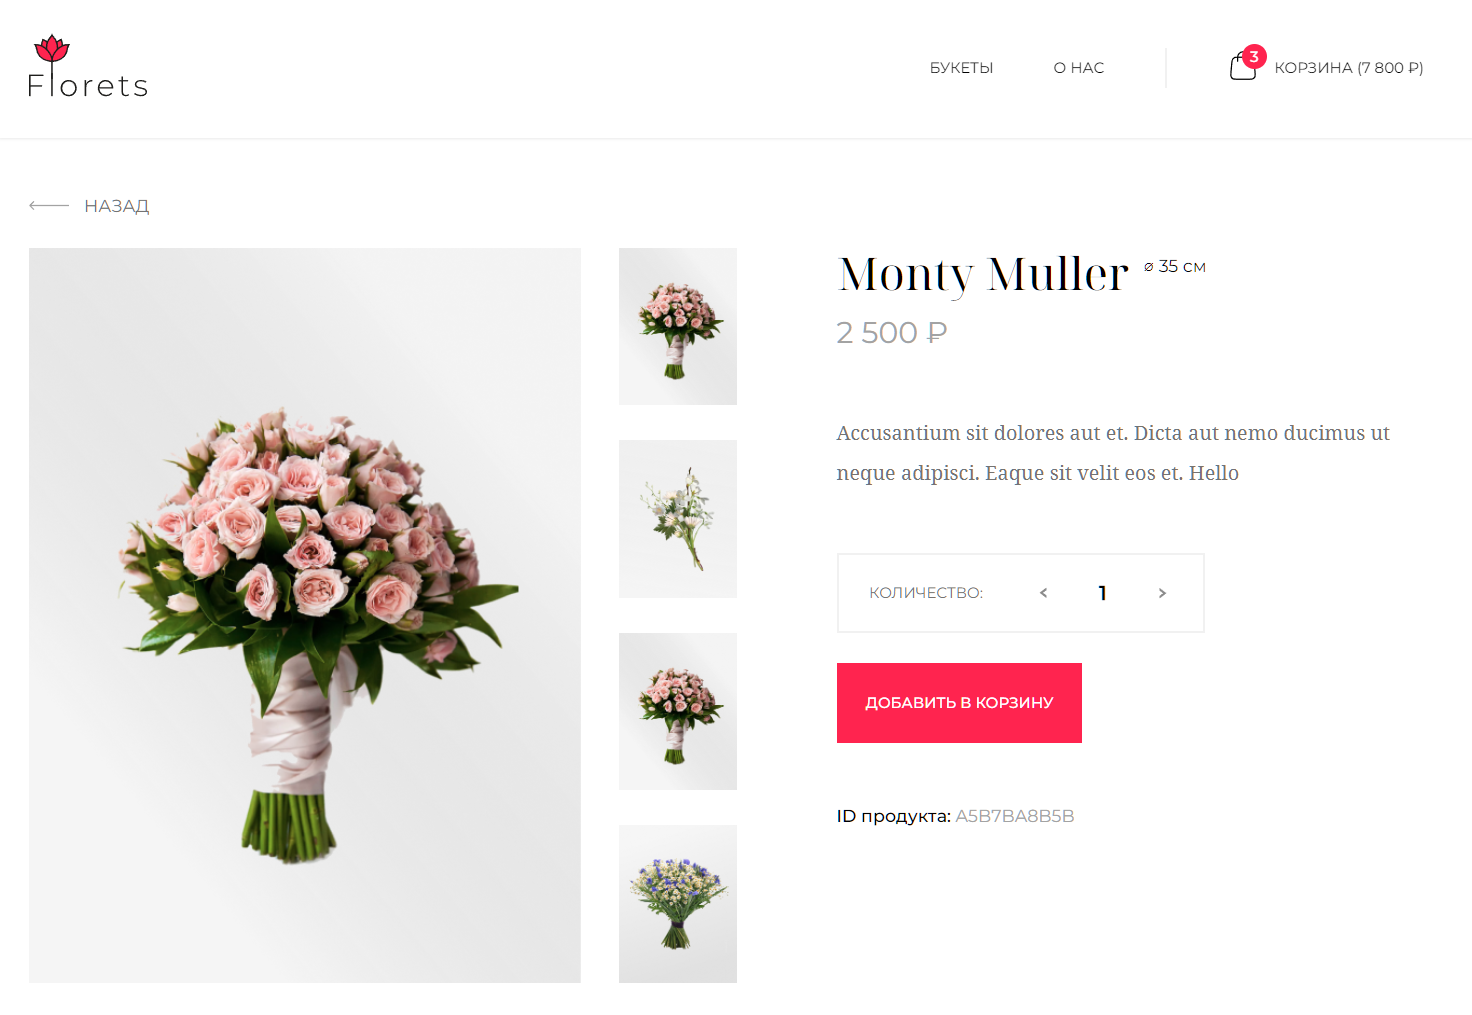 Florets
БУКЕТЫ
О НАС
3
КОРЗИНА (7 800 ₽)
НАЗАД
Monty Muller ⌀ 35 см
2 500 ₽
Accusantium sit dolores aut et. Dicta aut nemo ducimus ut
neque adipisci. Eaque sit velit eos et. Hello
КОЛИЧЕСТВО: < 1 >
ДОБАВИТЬ В КОРЗИНУ
ID продукта: A5B7BA8B5B